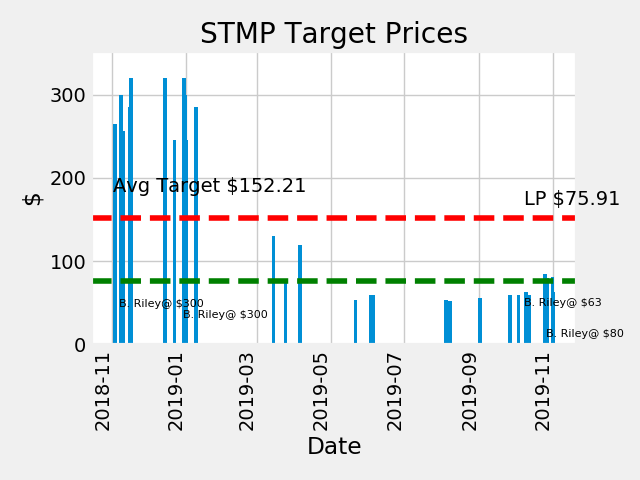 STMP Target Prices
300
200
100
0
$
Avg Target $152.21
LP $75.91
B. Riley@ $300
B. Riley@ $300
B. Riley@ $63
B. Riley@ $80
2018-11
2019-01
2019-03
2019-05
2019-07
2019-09
2019-11
Date